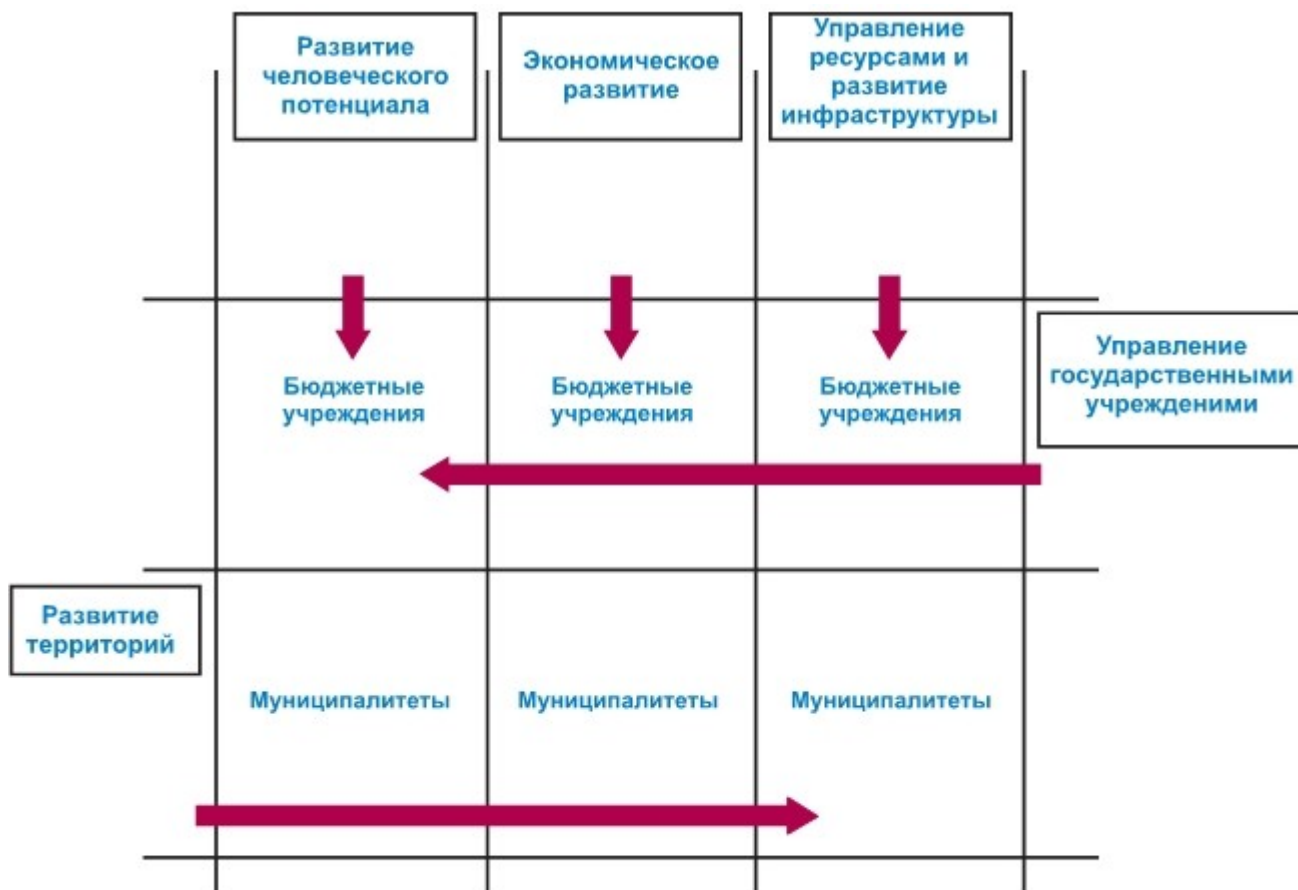 Развитие
человеческого
потенциала
Экономическое
развитие
Управление
ресурсами и
развитие
инфраструктуры
Бюджетные
учреждения
Бюджетные
учреждения
Бюджетные
учреждения
Управление
государственными
учрежденими
Развитие
территорий
Муниципалитеты
Муниципалитеты
Муниципалитеты